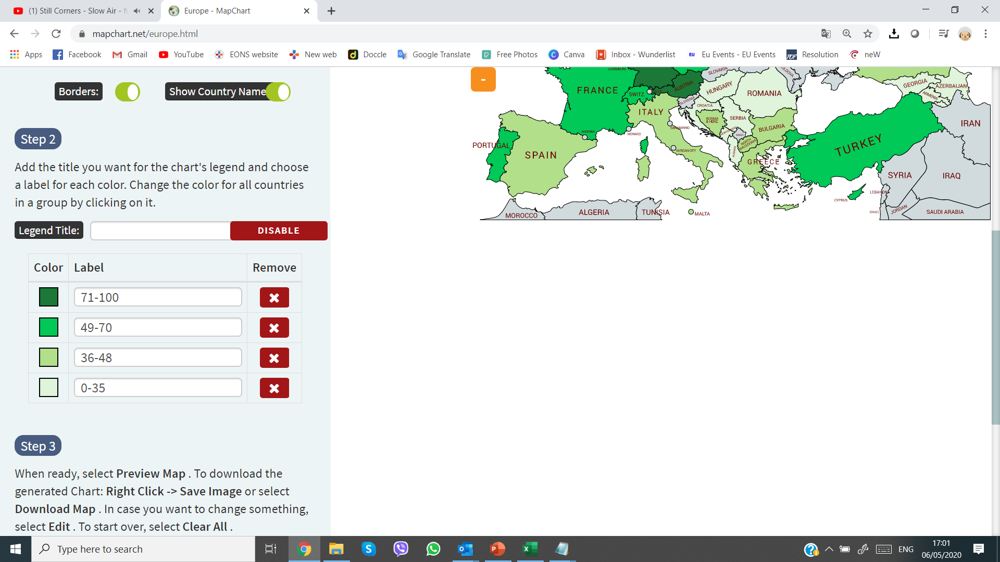 (1) Still Corners - Slow Air - fu
Europe - MapChart
mapchart.net/europe.html
Apps Facebook Gmail YouTube EONS website New web Doccle Google Translate Free Photos Canva Inbox - Wunderlist Eu Events - EU Events Resolution neW
Borders: Show Country Name
Step 2
Add the title you want for the chart's legend and choose
a label for each color. Change the color for all countries
in a group by clicking on it.
Legend Title: DISABLE
Color Label Remove
71-100
49-70
36-48
0-35
Step 3
When ready, select Preview Map . To download the
generated Chart: Right Click -> Save Image or select
Download Map . In case you want to change something,
select Edit . To start over, select Clear All .
-
LUXEMBURG
SLOVAKIA
FRANCE
SWITZ.
AUSTRIA
HUNGARY
ROMANIA
GEORGIA
AZERBAIJAN
ARMENIA
SLOVENIA
CROATIA
ITALY
BOSNIA
& HERZ.
SERBIA
BULGARIA
IRAN
SAN MARINO
ANDORRA
MONACO
NORTH
MACEDONIA
PORTUGAL
SPAIN
VATICAN CITY
ALBANIA
GREECE
TURKEY
SYRIA
IRAQ
CYPRUS
LEBANON
ISRAEL
JORDAN
SAUDI ARABIA
MOROCCO
ALGERIA
TUNISIA
MALTA
Type here to search
ENG
17:01
06/05/2020